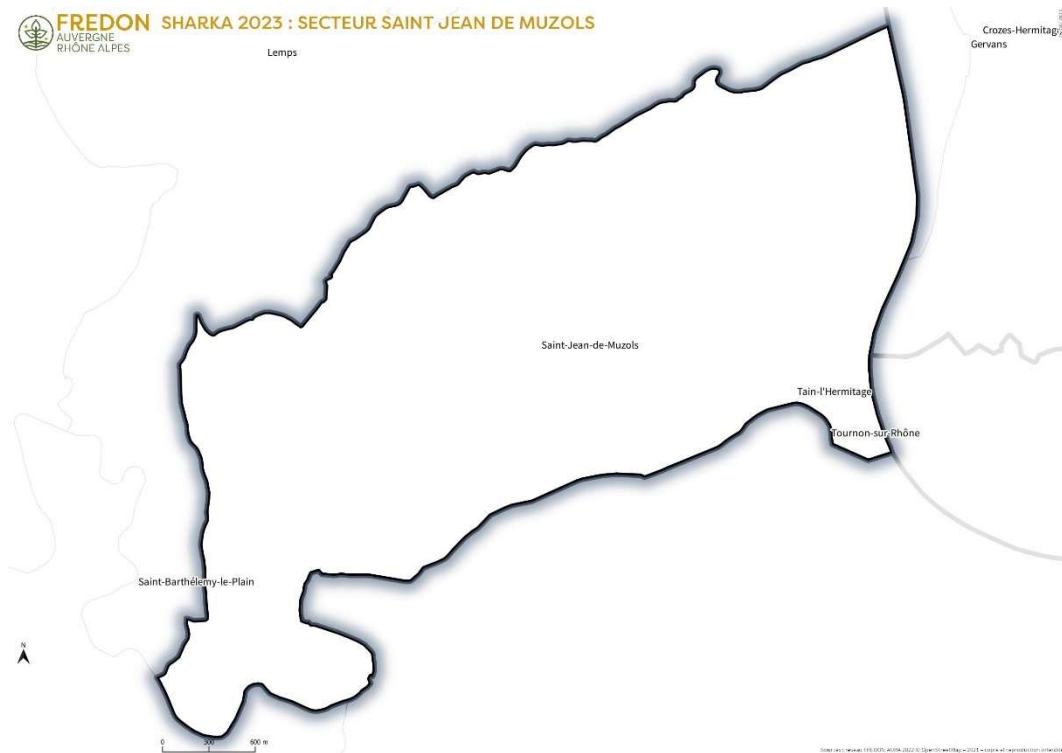 FREDON
AUVERGNE
RHÔNE ALPES
SHARKA 2023 : SECTEUR SAINT JEAN DE MUZOLS
Lemps
Crozes-Hermitage
Gervans
Saint-Jean-de-Muzols
Tain-l'Hermitage
Tournon-sur-Rhône
Saint-Barthélemy-le-Plain
N
0 300 600 m